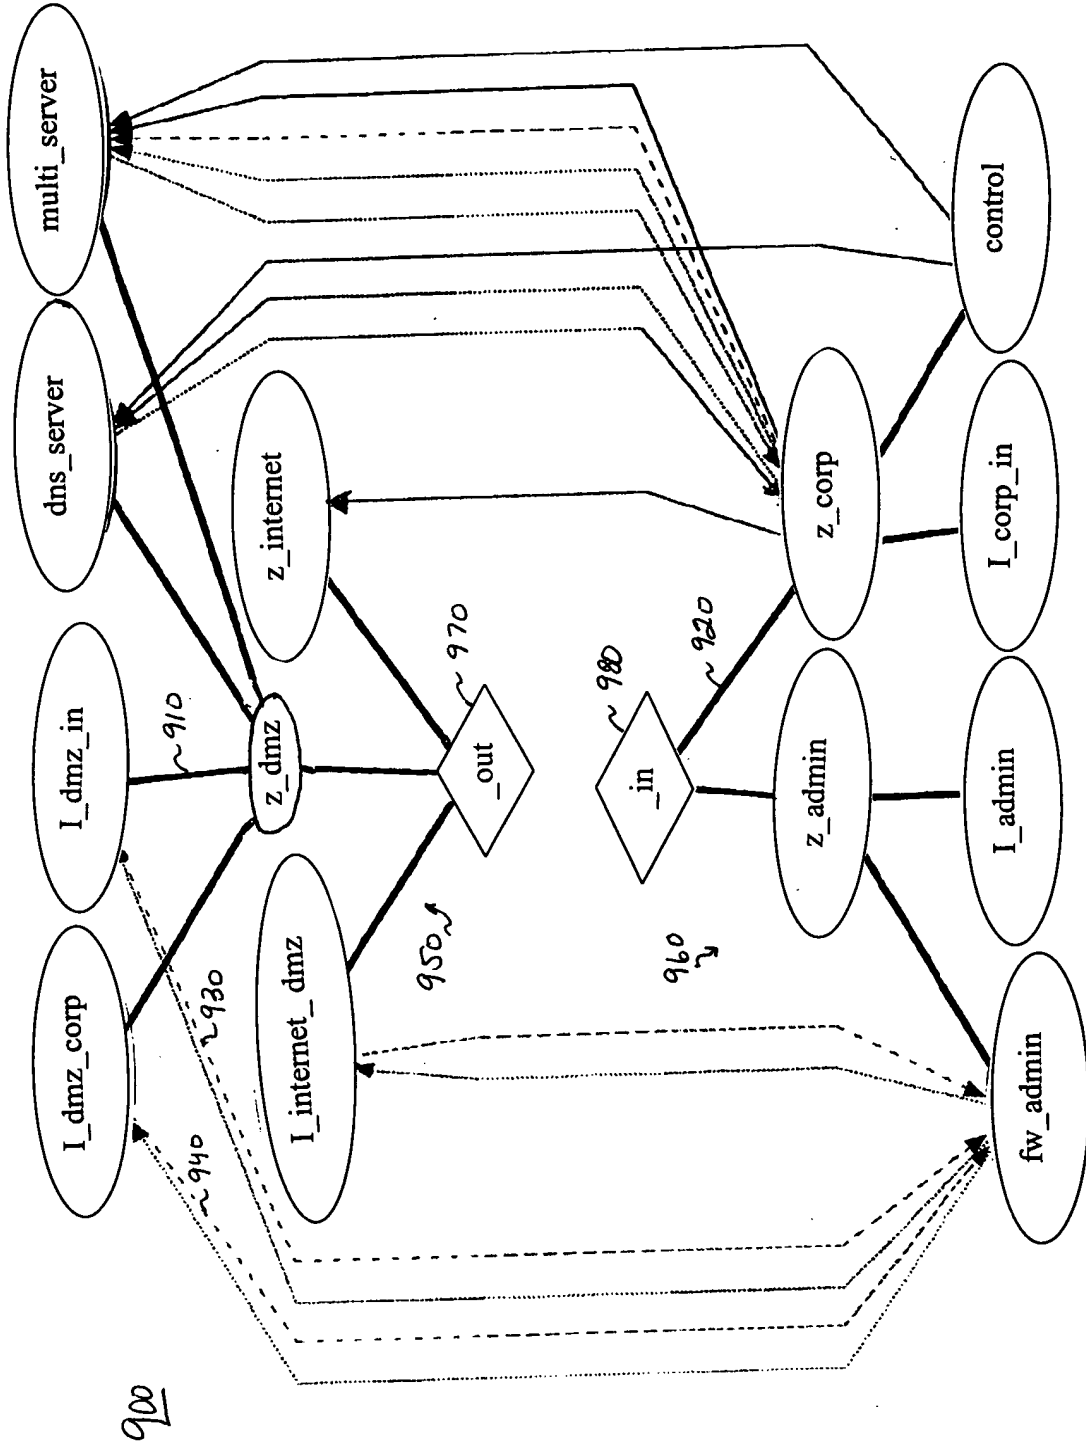 900
I_dmz_corp
I_dmz_in
dns_server
multi_server
940
930
910
z_dmz
I_internet_dmz
z_internet
950
970
_out
960
980
_in
920
z_admin
z_corp
fw_admin
I_admin
I_corp_in
control